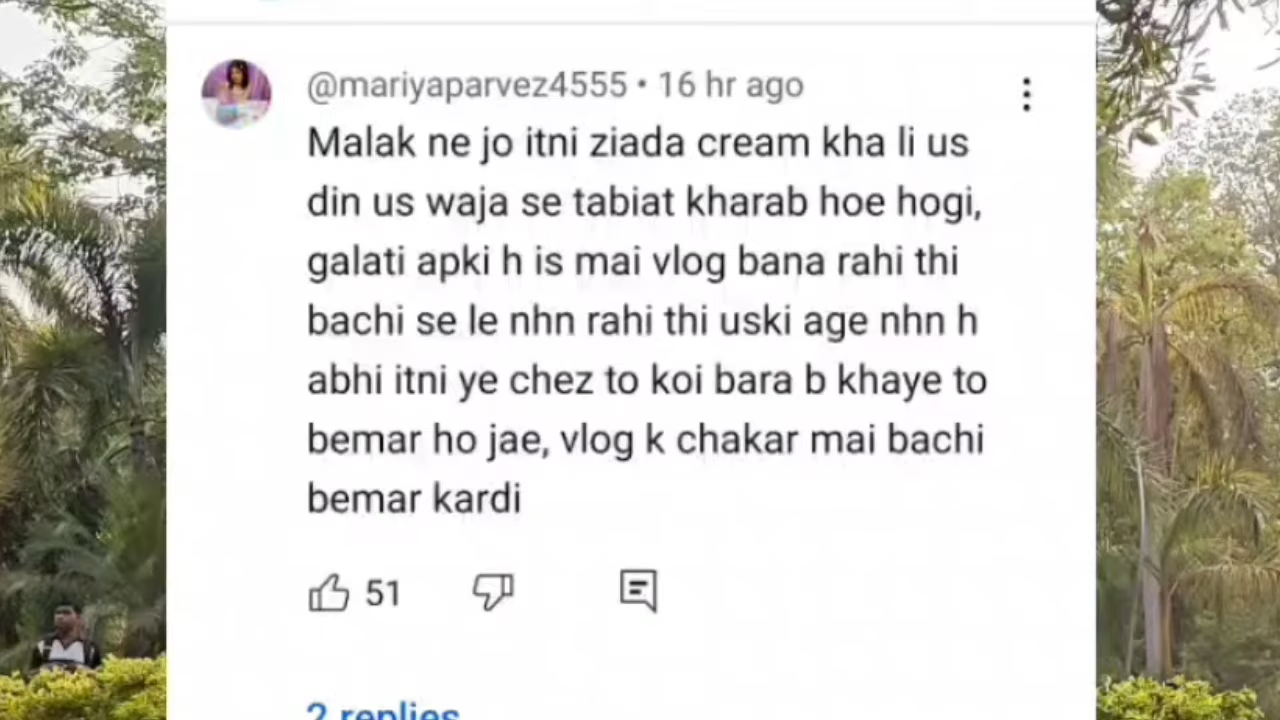 @mariyaparvez4555 • 16 hr ago
Malak ne jo itni ziada cream kha li us
din us waja se tabiat kharab hoe hogi,
galati apki h is mai vlog bana rahi thi
bachi se le nhn rahi thi uski age nhn h
abhi itni ye chez to koi bara b khaye to
bemar ho jae, vlog k chakar mai bachi
bemar kardi
51
2 replies